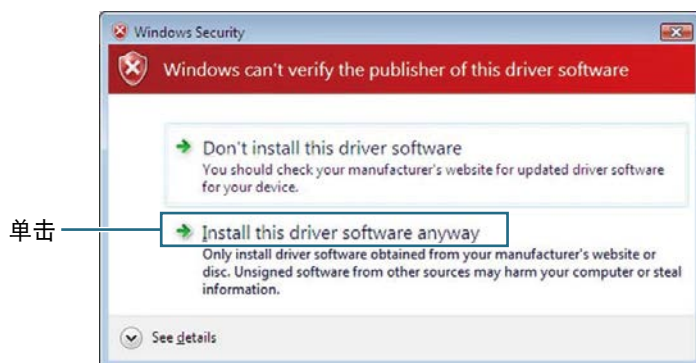 Windows Security
Windows can't verify the publisher of this driver software
Don't install this driver software
You should check your manufacturer's website for updated driver software
for your device.
单击
Install this driver software anyway
Only install driver software obtained from your manufacturer's website or
disc. Unsigned software from other sources may harm your computer or steal
information.
See details